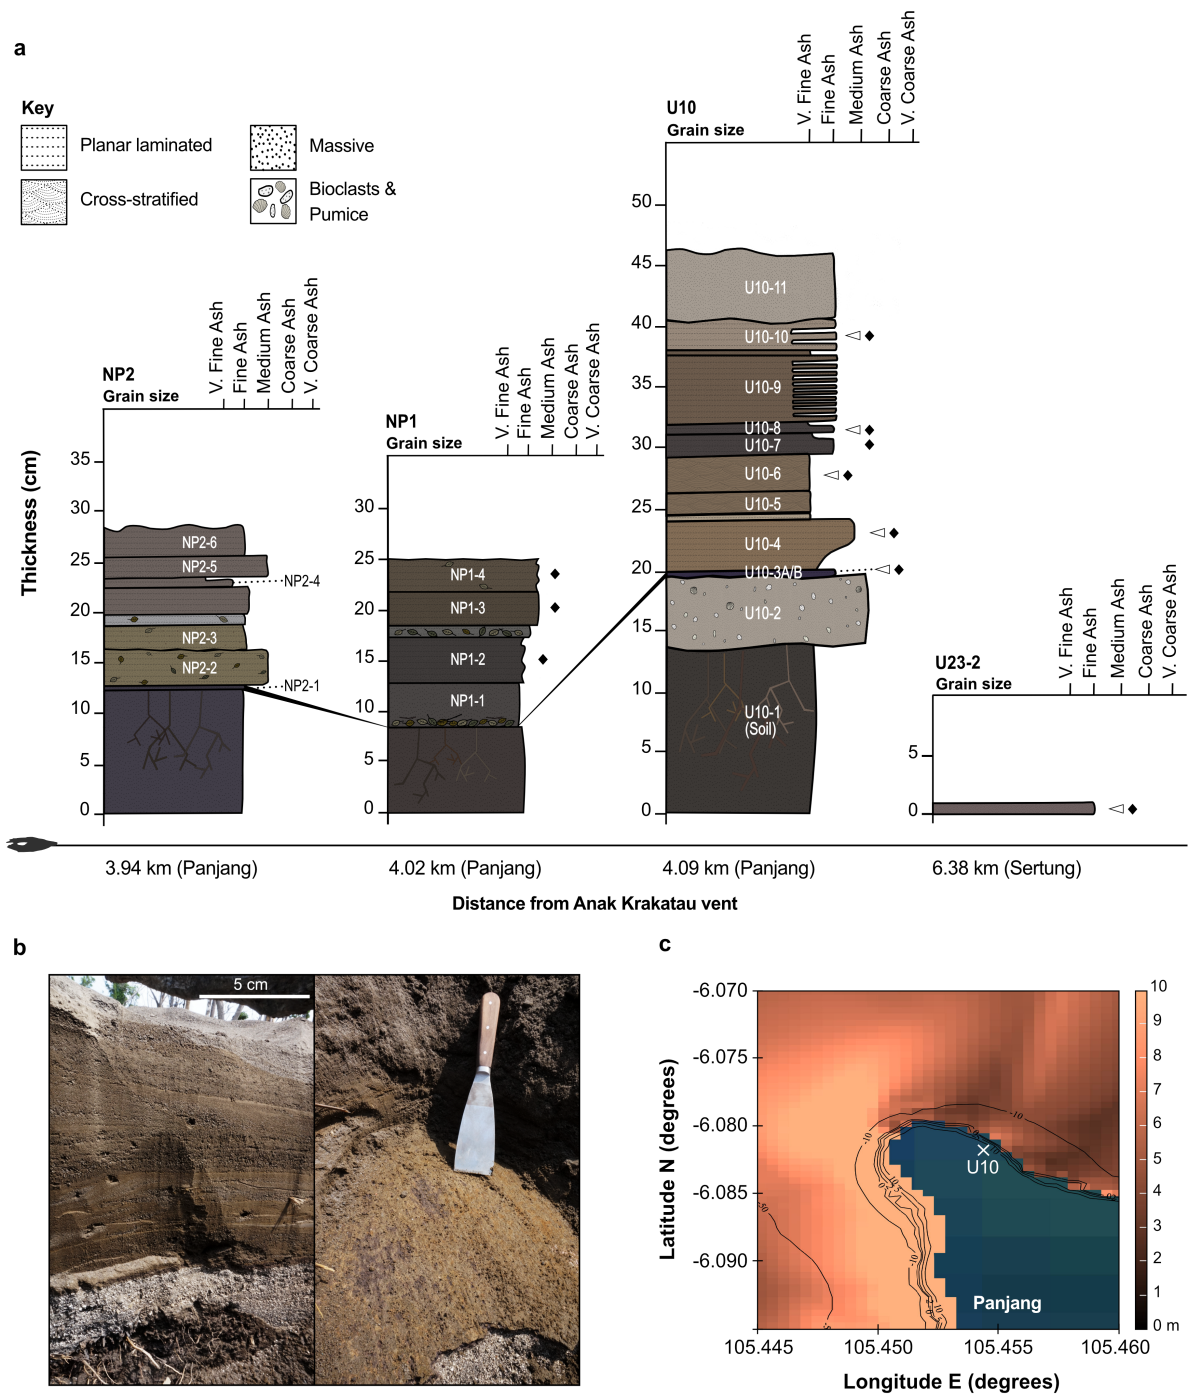 a
Key
Planar laminated
Massive
Cross-stratified
Bioclasts &
Pumice
Thickness (cm)
NP2
Grain size
V. Fine Ash
Fine Ash
Medium Ash
Coarse Ash
V. Coarse Ash
35
30
25
20
15
10
5
0
NP2-6
NP2-5
NP2-4
NP2-3
NP2-2
NP2-1
NP1
Grain size
V. Fine Ash
Fine Ash
Medium Ash
Coarse Ash
V. Coarse Ash
30
25
20
15
10
5
0
NP1-4
NP1-3
NP1-2
NP1-1
U10
Grain size
V. Fine Ash
Fine Ash
Medium Ash
Coarse Ash
V. Coarse Ash
50
45
40
35
30
25
20
15
10
5
0
U10-11
U10-10
U10-9
U10-8
U10-7
U10-6
U10-5
U10-4
U10-3A/B
U10-2
U10-1
(Soil)
U23-2
Grain size
V. Fine Ash
Fine Ash
Medium Ash
Coarse Ash
V. Coarse Ash
5
0
3.94 km (Panjang)
4.02 km (Panjang)
4.09 km (Panjang)
6.38 km (Sertung)
Distance from Anak Krakatau vent
b
5 cm
c
Latitude N (degrees)
-6.070
-6.075
-6.080
-6.085
-6.090
-10
-10
-50
-10
U10
Panjang
10
9
8
7
6
5
4
3
2
1
0 m
105.445
105.450
105.455
105.460
Longitude E (degrees)